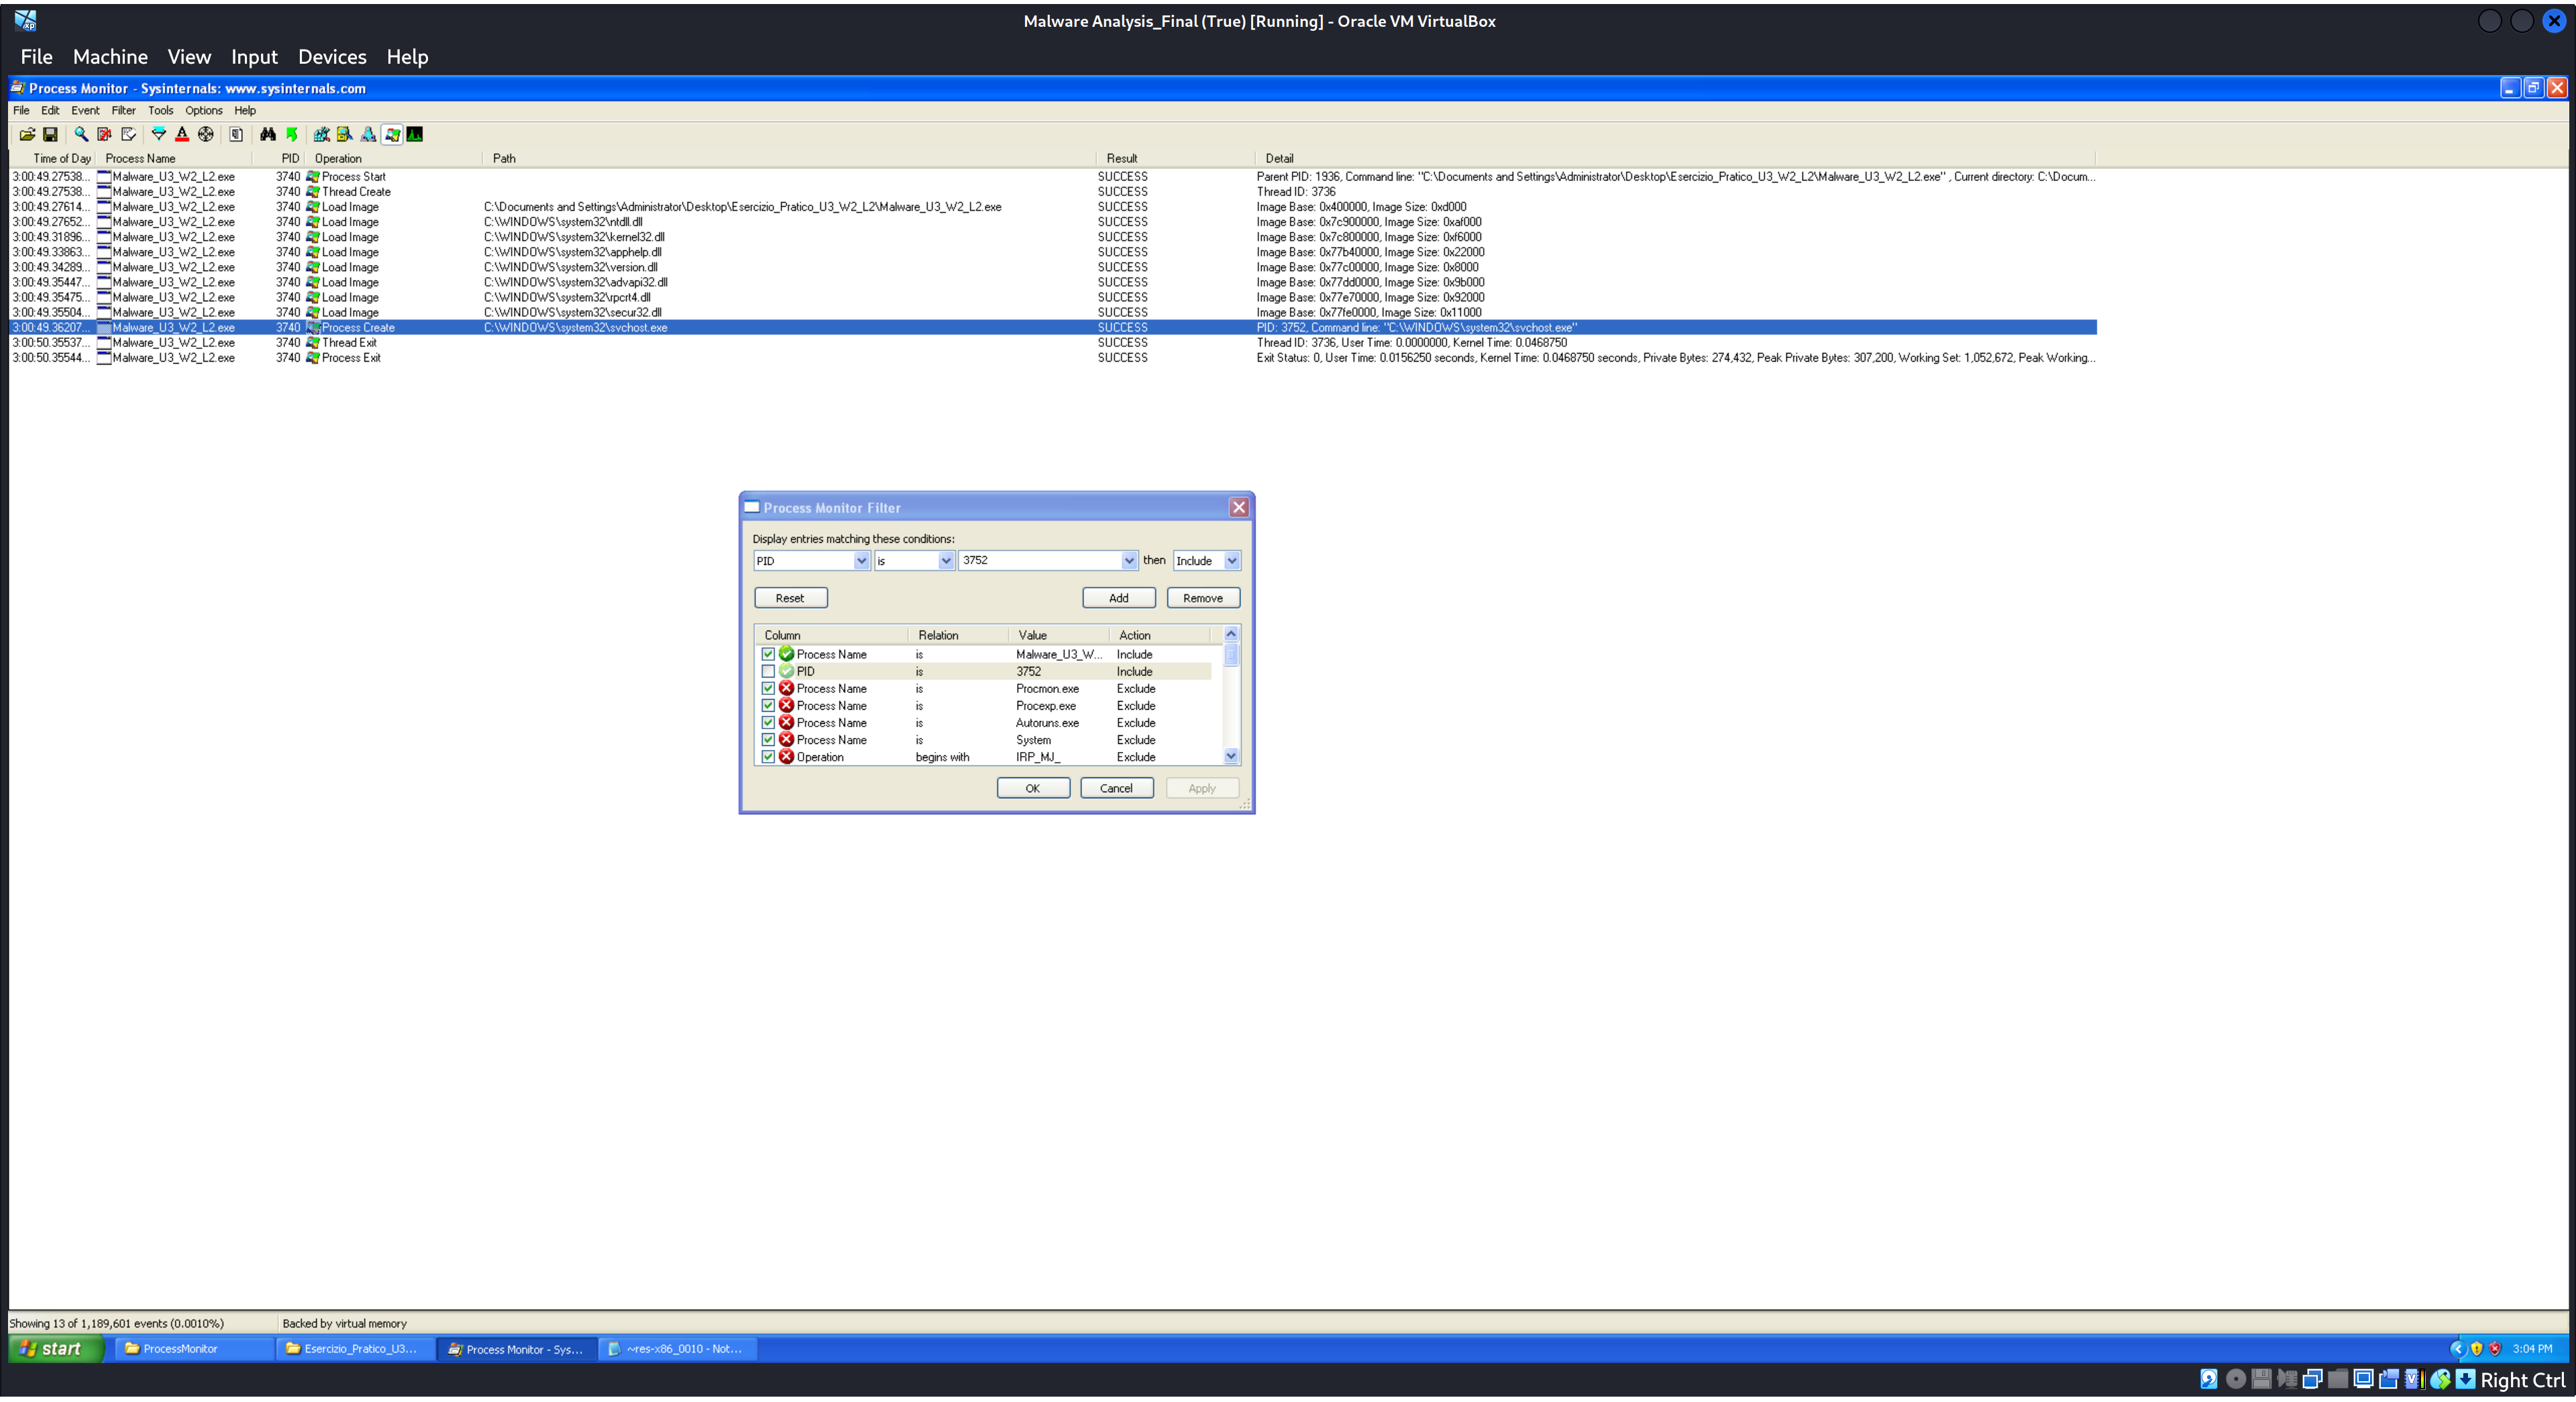 Malware Analysis_Final (True) [Running] - Oracle VM VirtualBox
File Machine View Input Devices Help
Process Monitor - Sysinternals: www.sysinternals.com
File Edit Event Filter Tools Options Help
Time of Day Process Name PID Operation Path Result Detail
3:00:49.27538... Malware_U3_W2_L2.exe 3740 Process Start SUCCESS Parent PID: 1936, Command line: "C:\Documents and Settings\Administrator\Desktop\Esercizio_Pratico_U3_W2_L2\Malware_U3_W2_L2.exe" , Current directory: C:\Docum...
3:00:49.27538... Malware_U3_W2_L2.exe 3740 Thread Create SUCCESS Thread ID: 3736
3:00:49.27614... Malware_U3_W2_L2.exe 3740 Load Image C:\Documents and Settings\Administrator\Desktop\Esercizio_Pratico_U3_W2_L2\Malware_U3_W2_L2.exe SUCCESS Image Base: 0x400000, Image Size: 0xd000
3:00:49.27652... Malware_U3_W2_L2.exe 3740 Load Image C:\WINDOWS\system32\ntdll.dll SUCCESS Image Base: 0x7c900000, Image Size: 0xaf000
3:00:49.31896... Malware_U3_W2_L2.exe 3740 Load Image C:\WINDOWS\system32\kernel32.dll SUCCESS Image Base: 0x7c800000, Image Size: 0xf6000
3:00:49.33863... Malware_U3_W2_L2.exe 3740 Load Image C:\WINDOWS\system32\apphelp.dll SUCCESS Image Base: 0x77b40000, Image Size: 0x22000
3:00:49.34289... Malware_U3_W2_L2.exe 3740 Load Image C:\WINDOWS\system32\version.dll SUCCESS Image Base: 0x77c00000, Image Size: 0x8000
3:00:49.35447... Malware_U3_W2_L2.exe 3740 Load Image C:\WINDOWS\system32\advapi32.dll SUCCESS Image Base: 0x77dd0000, Image Size: 0x9b000
3:00:49.35475... Malware_U3_W2_L2.exe 3740 Load Image C:\WINDOWS\system32\rpcrt4.dll SUCCESS Image Base: 0x77e70000, Image Size: 0x92000
3:00:49.35504... Malware_U3_W2_L2.exe 3740 Load Image C:\WINDOWS\system32\secur32.dll SUCCESS Image Base: 0x77fe0000, Image Size: 0x11000
3:00:49.36207... Malware_U3_W2_L2.exe 3740 Process Create C:\WINDOWS\system32\svchost.exe SUCCESS PID: 3752, Command line: "C:\WINDOWS\system32\svchost.exe"
3:00:50.35537... Malware_U3_W2_L2.exe 3740 Thread Exit SUCCESS Thread ID: 3736, User Time: 0.0000000, Kernel Time: 0.0468750
3:00:50.35544... Malware_U3_W2_L2.exe 3740 Process Exit SUCCESS Exit Status: 0, User Time: 0.0156250 seconds, Kernel Time: 0.0468750 seconds, Private Bytes: 274,432, Peak Private Bytes: 307,200, Working Set: 1,052,672, Peak Working...
Process Monitor Filter
Display entries matching these conditions:
PID is 3752 then Include
Reset Add Remove
Column Relation Value Action
Process Name is Malware_U3_W... Include
PID is 3752 Include
Process Name is Procmon.exe Exclude
Process Name is Procexp.exe Exclude
Process Name is Autoruns.exe Exclude
Process Name is System Exclude
Operation begins with IRP_MJ_ Exclude
OK Cancel Apply
Showing 13 of 1,189,601 events (0.0010%) Backed by virtual memory
start ProcessMonitor Esercizio_Pratico_U3... Process Monitor - Sys... ~res-x86_0010 - Not... 3:04 PM
Right Ctrl